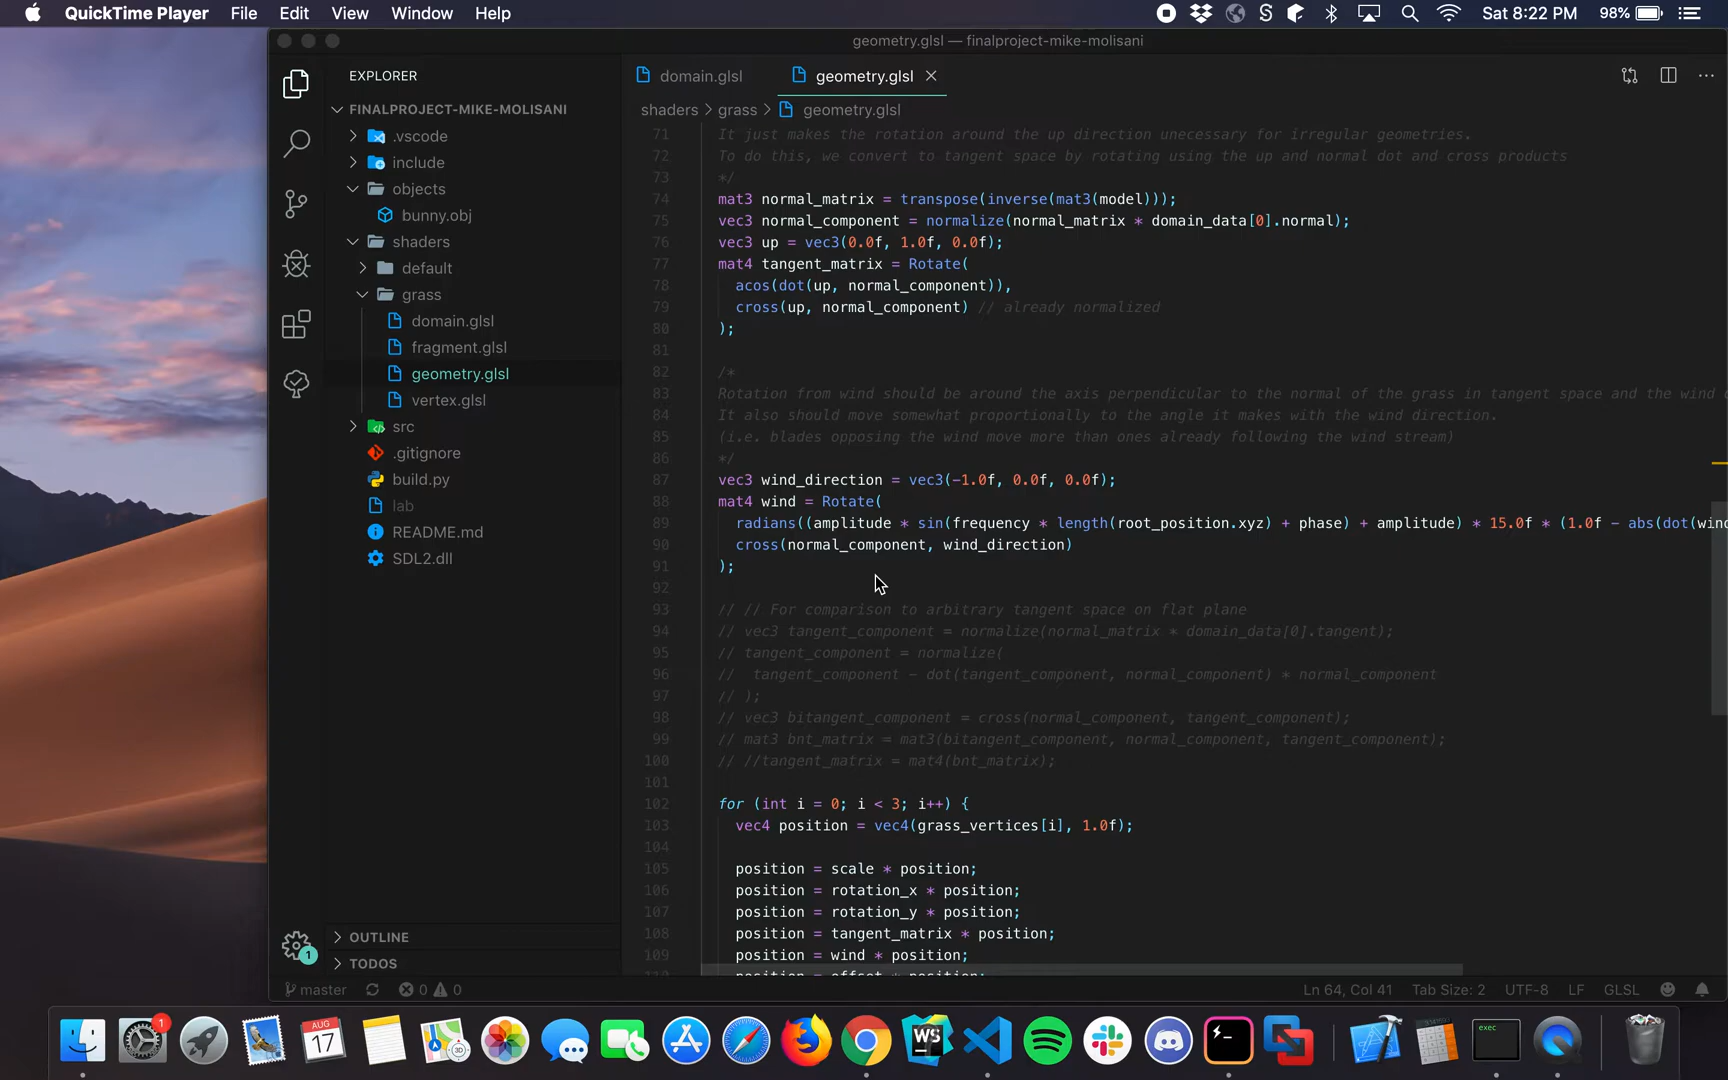 QuickTime Player File Edit View Window Help Sat 8:22 PM 98%
geometry.glsl — finalproject-mike-molisani
EXPLORER
FINALPROJECT-MIKE-MOLISANI
.vscode
include
objects
bunny.obj
shaders
default
grass
domain.glsl
fragment.glsl
geometry.glsl
vertex.glsl
src
.gitignore
build.py
lab
README.md
SDL2.dll
OUTLINE
TODOS
domain.glsl geometry.glsl
shaders > grass > geometry.glsl
71 It just makes the rotation around the up direction unecessary for irregular geometries.
72 To do this, we convert to tangent space by rotating using the up and normal dot and cross products
73 */
74 mat3 normal_matrix = transpose(inverse(mat3(model)));
75 vec3 normal_component = normalize(normal_matrix * domain_data[0].normal);
76 vec3 up = vec3(0.0f, 1.0f, 0.0f);
77 mat4 tangent_matrix = Rotate(
78 acos(dot(up, normal_component)),
79 cross(up, normal_component) // already normalized
80 );
81
82 /*
83 Rotation from wind should be around the axis perpendicular to the normal of the grass in tangent space and the wind
84 It also should move somewhat proportionally to the angle it makes with the wind direction.
85 (i.e. blades opposing the wind move more than ones already following the wind stream)
86 */
87 vec3 wind_direction = vec3(-1.0f, 0.0f, 0.0f);
88 mat4 wind = Rotate(
89 radians((amplitude * sin(frequency * length(root_position.xyz) + phase) + amplitude) * 15.0f * (1.0f - abs(dot(wind
90 cross(normal_component, wind_direction)
91 );
92
93 // // For comparison to arbitrary tangent space on flat plane
94 // vec3 tangent_component = normalize(normal_matrix * domain_data[0].tangent);
95 // tangent_component = normalize(
96 // tangent_component - dot(tangent_component, normal_component) * normal_component
97 // );
98 // vec3 bitangent_component = cross(normal_component, tangent_component);
99 // mat3 bnt_matrix = mat3(bitangent_component, normal_component, tangent_component);
100 // //tangent_matrix = mat4(bnt_matrix);
101
102 for (int i = 0; i < 3; i++) {
103 vec4 position = vec4(grass_vertices[i], 1.0f);
104
105 position = scale * position;
106 position = rotation_x * position;
107 position = rotation_y * position;
108 position = tangent_matrix * position;
109 position = wind * position;
110 position = offset * position;
1
master 0 0 Ln 64, Col 41 Tab Size: 2 UTF-8 LF GLSL
1 AUG 17 3D WS exec